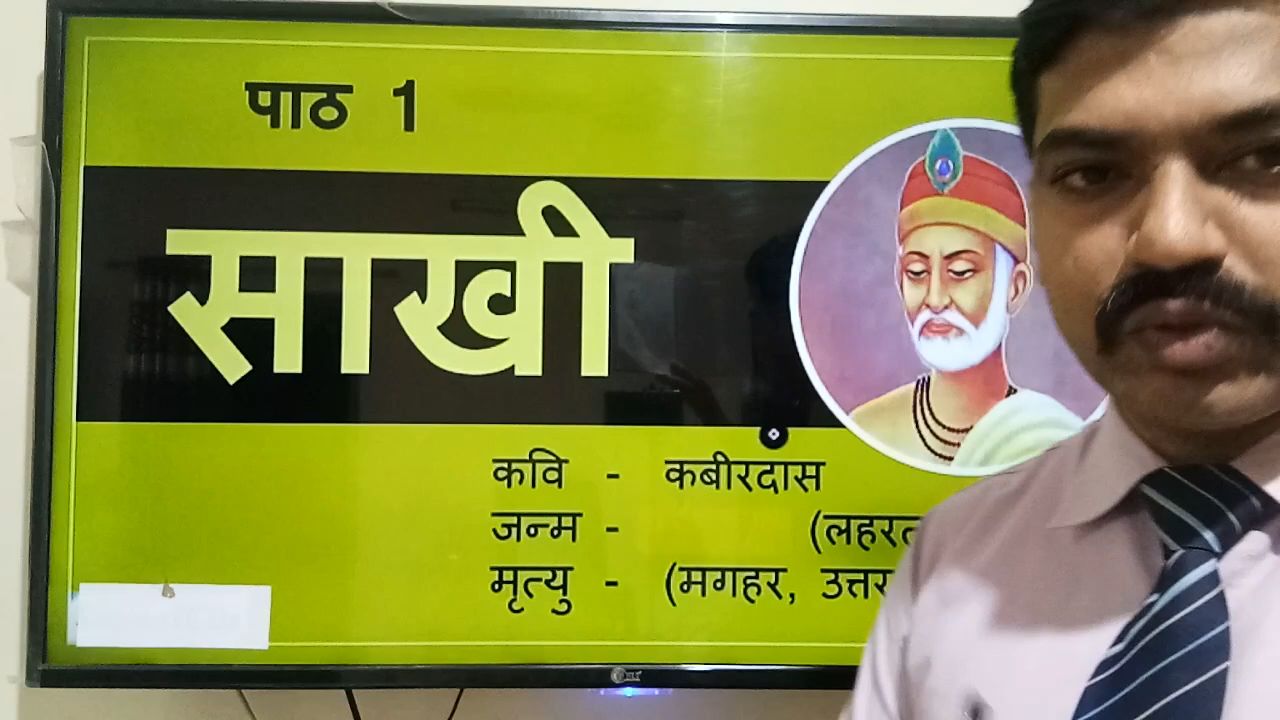 पाठ 1
साखी
कवि - कबीरदास
जन्म -
मृत्यु - (मगहर,